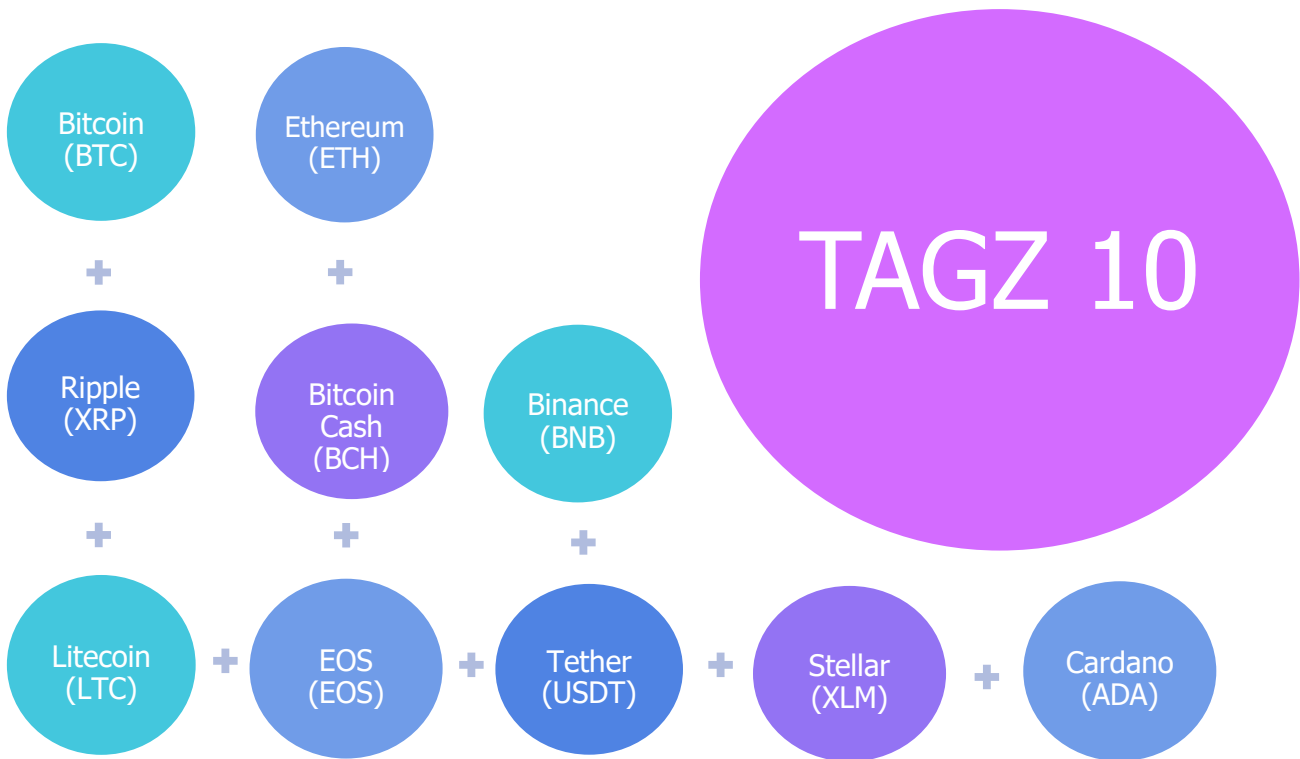 Bitcoin
(BTC)
Ethereum
(ETH)
TAGZ 10
Ripple
(XRP)
Bitcoin
Cash
(BCH)
Binance
(BNB)
Litecoin
(LTC)
EOS
(EOS)
Tether
(USDT)
Stellar
(XLM)
Cardano
(ADA)